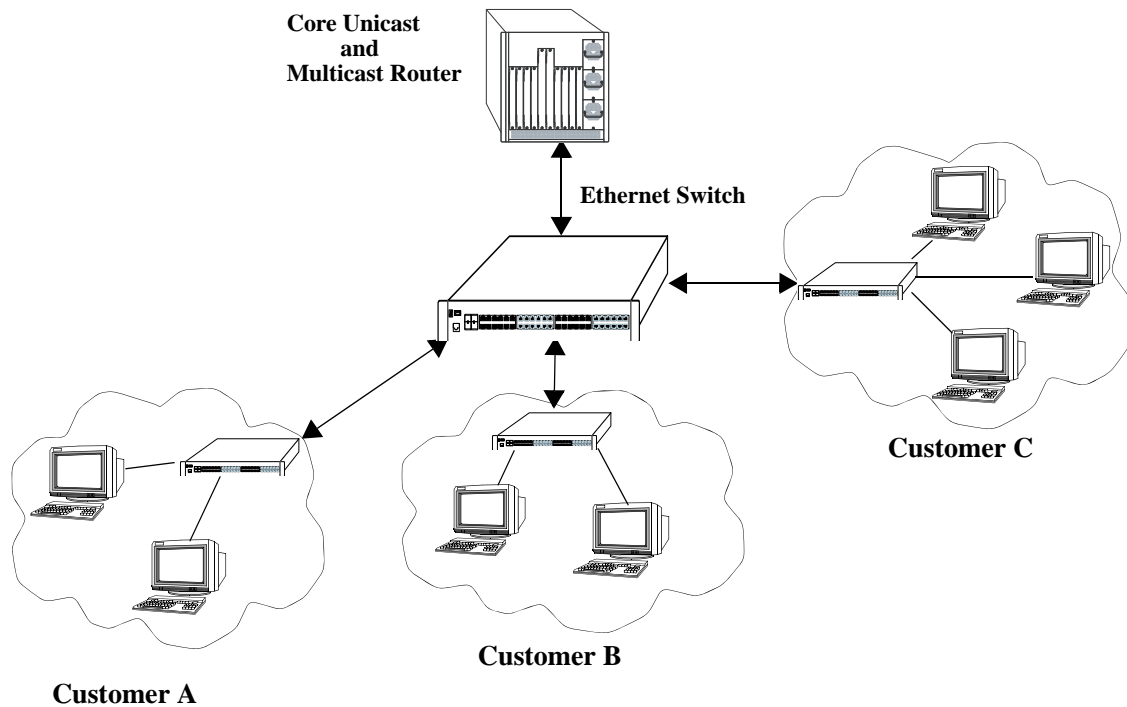 Core Unicast
and
Multicast Router
Ethernet Switch
Customer C
Customer B
Customer A